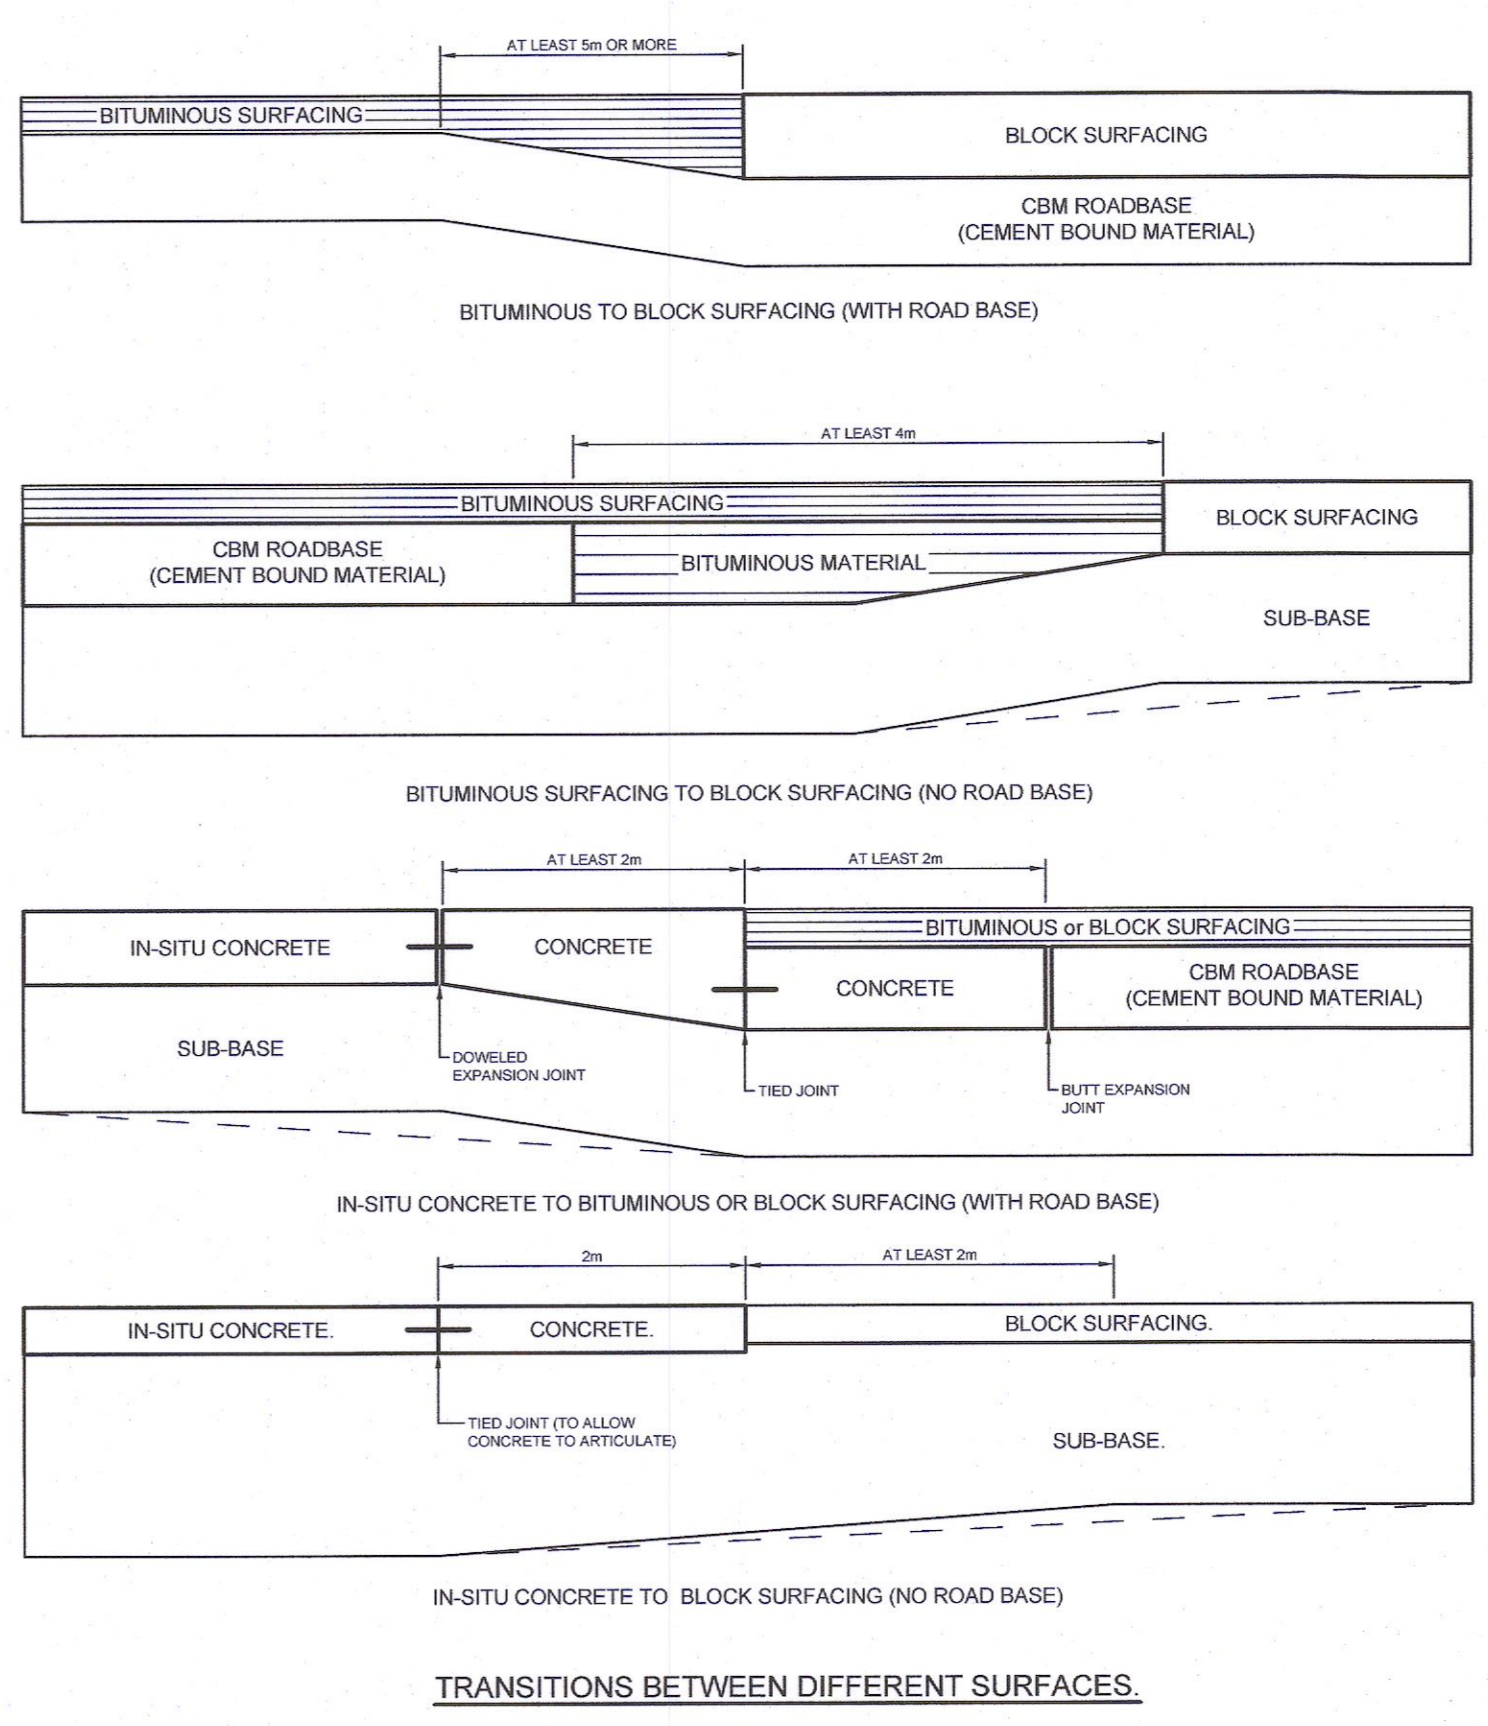 AT LEAST 5m OR MORE
BITUMINOUS SURFACING
BLOCK SURFACING
CBM ROADBASE
(CEMENT BOUND MATERIAL)
BITUMINOUS TO BLOCK SURFACING (WITH ROAD BASE)
AT LEAST 4m
BITUMINOUS SURFACING
BLOCK SURFACING
CBM ROADBASE
(CEMENT BOUND MATERIAL)
BITUMINOUS MATERIAL
SUB-BASE
BITUMINOUS SURFACING TO BLOCK SURFACING (NO ROAD BASE)
AT LEAST 2m
AT LEAST 2m
IN-SITU CONCRETE
CONCRETE
BITUMINOUS or BLOCK SURFACING
CONCRETE
CBM ROADBASE
(CEMENT BOUND MATERIAL)
SUB-BASE
DOWELED
EXPANSION JOINT
TIED JOINT
BUTT EXPANSION
JOINT
IN-SITU CONCRETE TO BITUMINOUS OR BLOCK SURFACING (WITH ROAD BASE)
2m
AT LEAST 2m
IN-SITU CONCRETE.
CONCRETE.
BLOCK SURFACING.
TIED JOINT (TO ALLOW
CONCRETE TO ARTICULATE)
SUB-BASE.
IN-SITU CONCRETE TO BLOCK SURFACING (NO ROAD BASE)
TRANSITIONS BETWEEN DIFFERENT SURFACES.